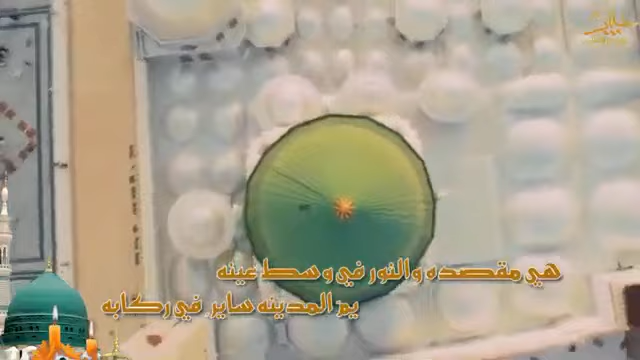 هي مقصده والنور في وسط عينه
يمّ المدينه ساير في ركابه